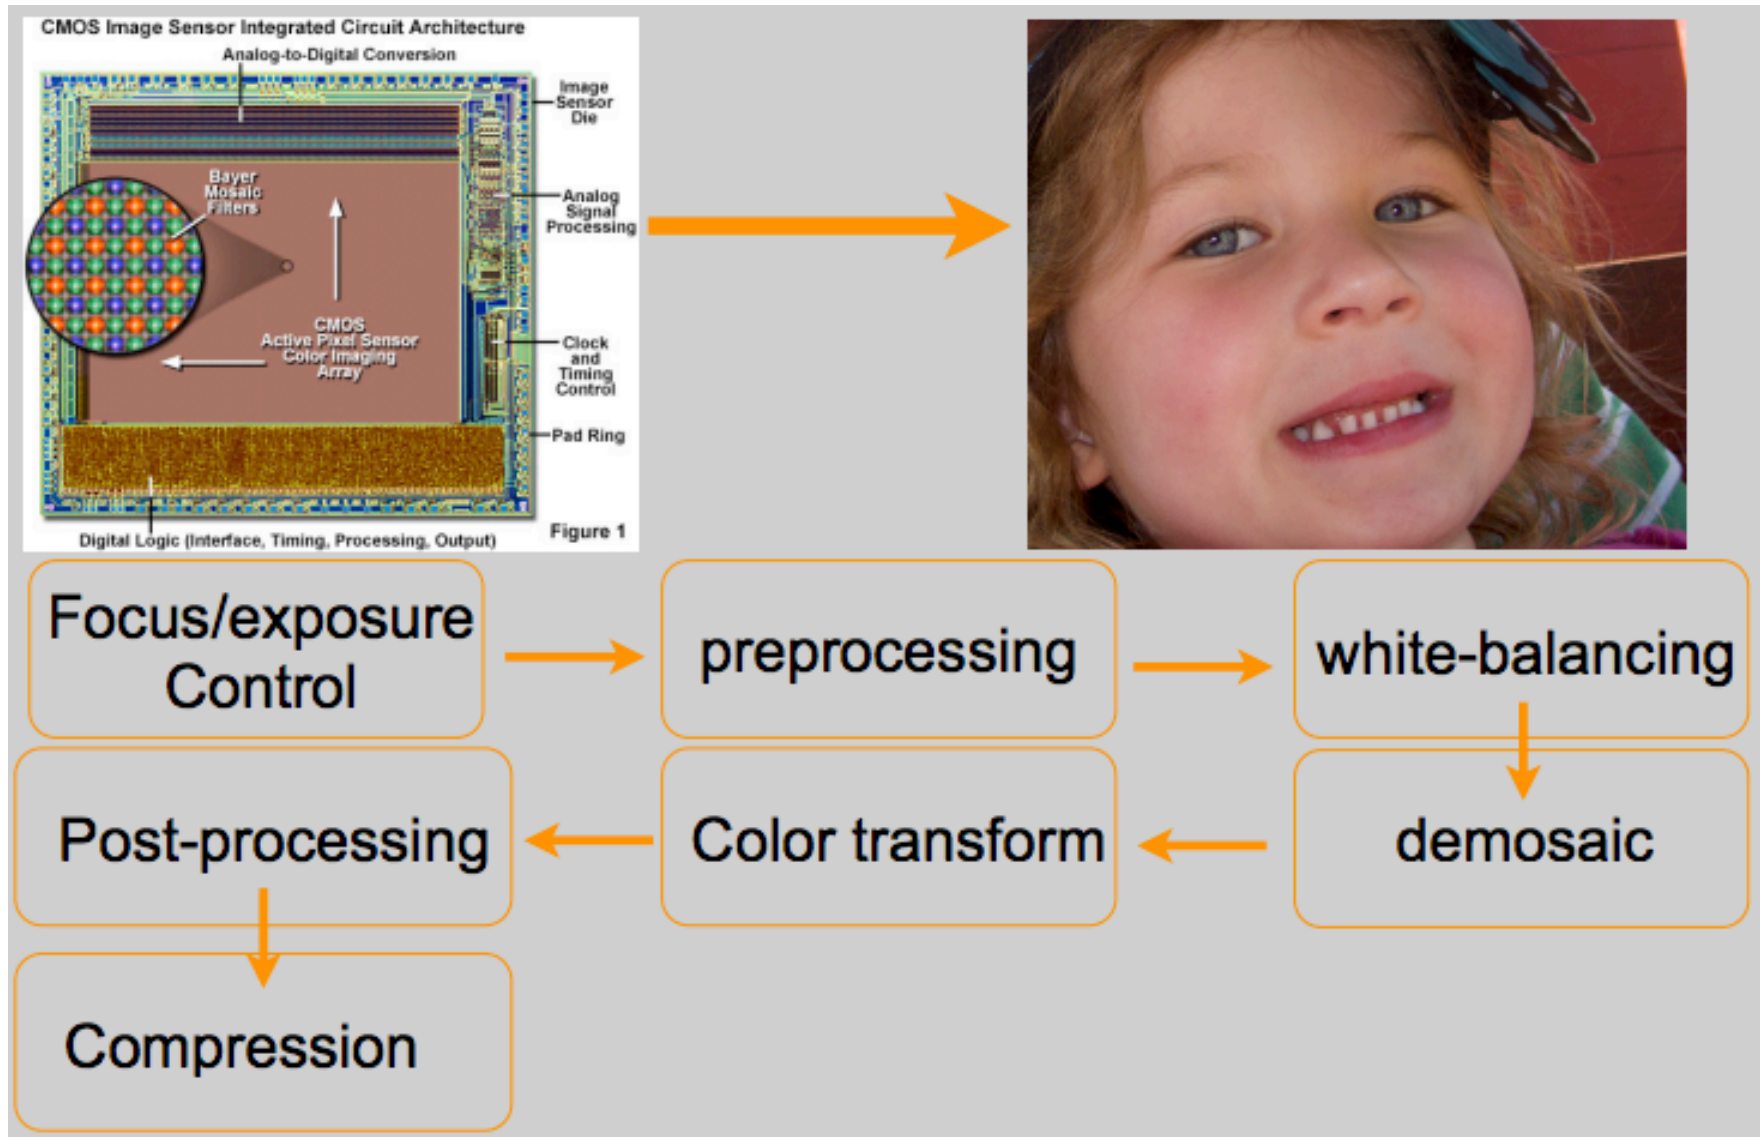 CMOS Image Sensor Integrated Circuit Architecture
Analog-to-Digital Conversion
Image
Sensor
Die
Bayer
Mosaic
Filters
Analog
Signal
Processing
CMOS
Active Pixel Sensor
Color Imaging
Array
Clock
and
Timing
Control
Pad Ring
Figure 1
Digital Logic (Interface, Timing, Processing, Output)
Focus/exposure
Control
preprocessing
white-balancing
Post-processing
Color transform
demosaic
Compression